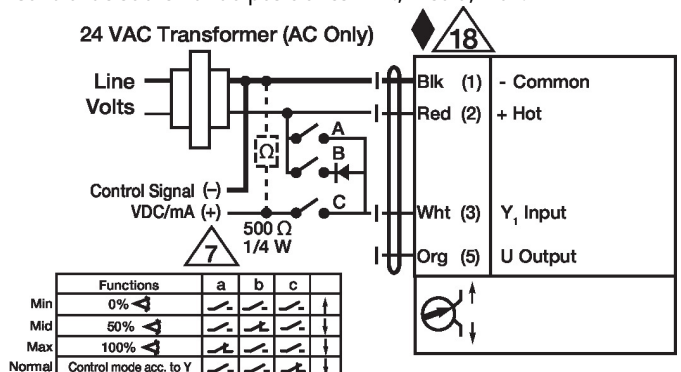 24 VAC Transformer (AC Only)
18
Line
Volts
Blk (1) - Common
Red (2) + Hot
A
Ω
B
Control Signal (–)
VDC/mA (+)
C
Wht (3) Y1 Input
500 Ω
1/4 W
7
Org (5) U Output
Functions a b c
Min 0%
Mid 50%
Max 100%
Normal Control mode acc. to Y